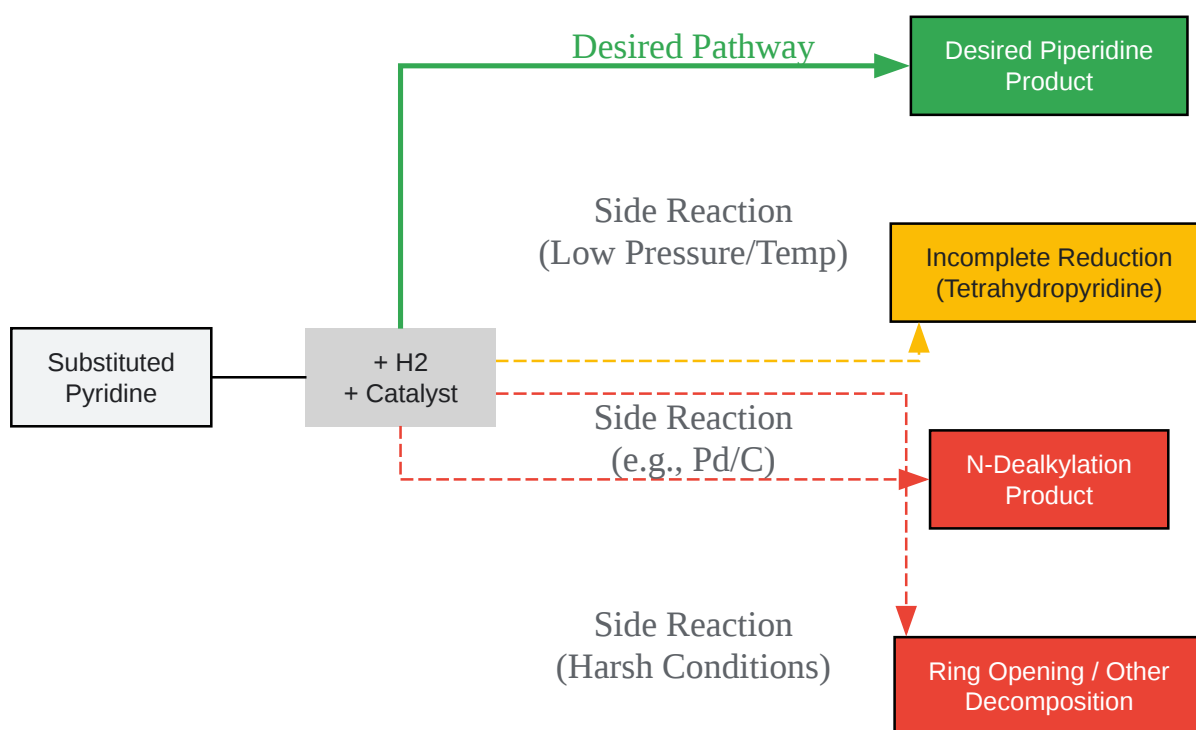 Desired Pathway
Desired Piperidine
Product
Side Reaction
(Low Pressure/Temp)
Incomplete Reduction
(Tetrahydropyridine)
Substituted
Pyridine
+ H2
+ Catalyst
Side Reaction
(e.g., Pd/C)
N-Dealkylation
Product
Side Reaction
(Harsh Conditions)
Ring Opening / Other
Decomposition